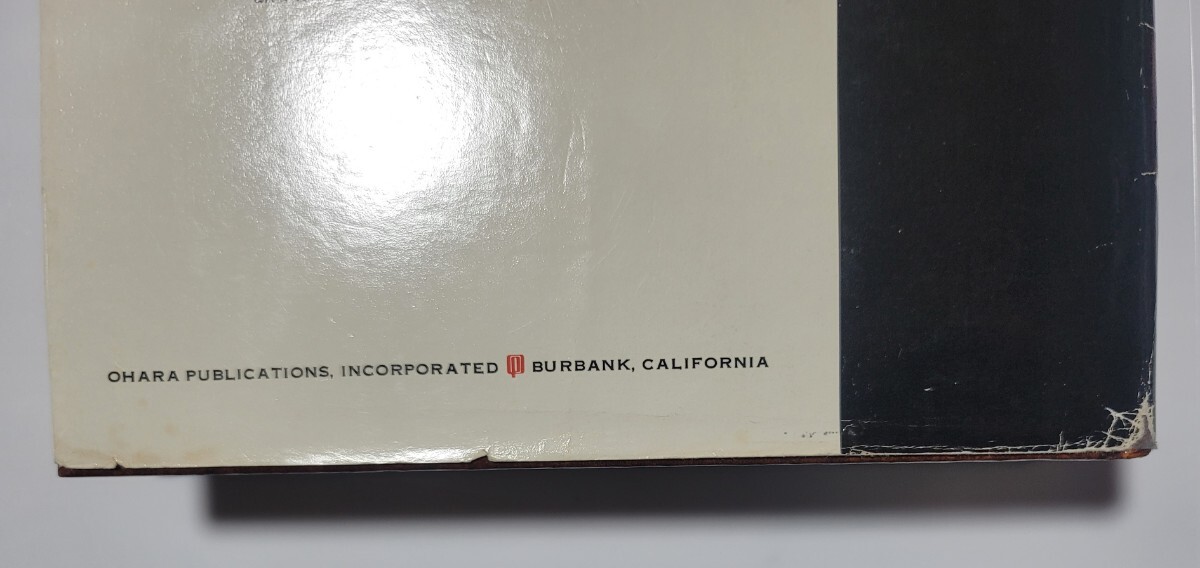 OHARA PUBLICATIONS, INCORPORATED BURBANK, CALIFORNIA